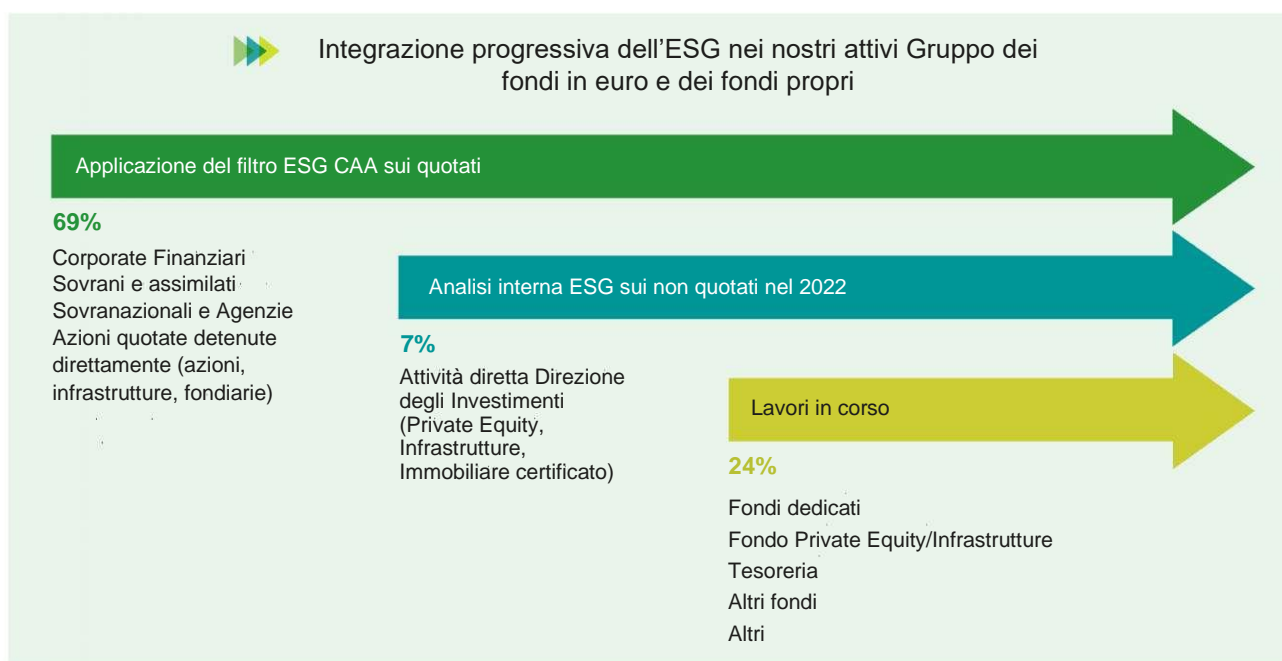 Integrazione progressiva dell’ESG nei nostri attivi Gruppo dei
fondi in euro e dei fondi propri
Applicazione del filtro ESG CAA sui quotati
69%
Corporate Finanziari
Sovrani e assimilati
Sovranazionali e Agenzie
Azioni quotate detenute
direttamente (azioni,
infrastrutture, fondiarie)
Analisi interna ESG sui non quotati nel 2022
7%
Attività diretta Direzione
degli Investimenti
(Private Equity,
Infrastrutture,
Immobiliare certificato)
Lavori in corso
24%
Fondi dedicati
Fondo Private Equity/Infrastrutture
Tesoreria
Altri fondi
Altri